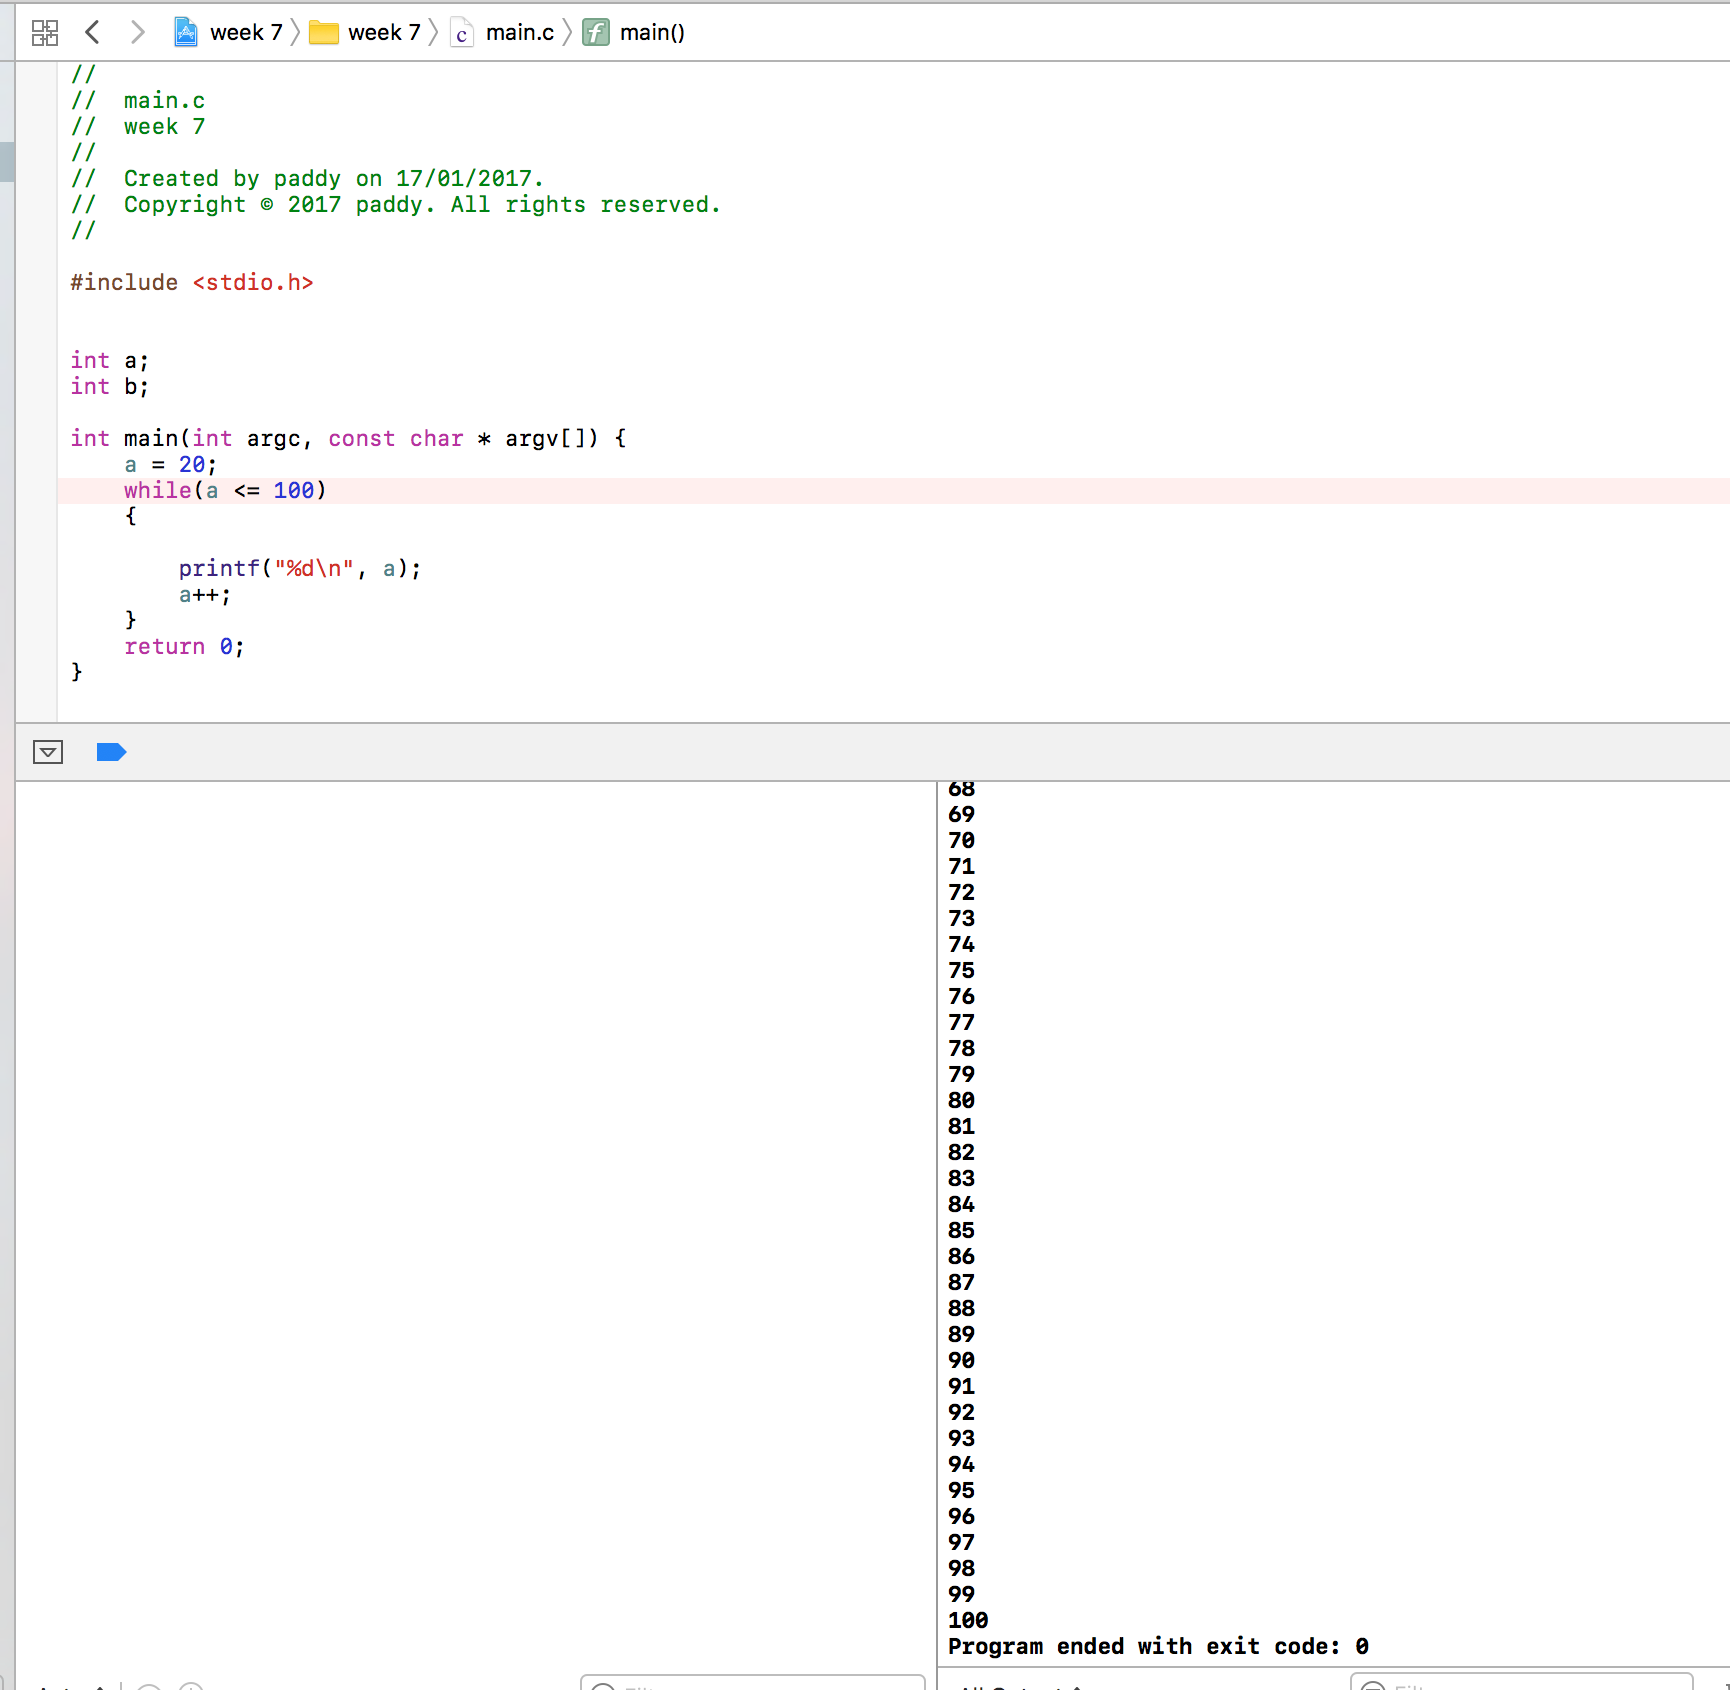 week 7 week 7 main.c main()
//
// main.c
// week 7
//
// Created by paddy on 17/01/2017.
// Copyright © 2017 paddy. All rights reserved.
//
#include <stdio.h>
int a;
int b;
int main(int argc, const char * argv[]) {
a = 20;
while(a <= 100)
{
printf("%d\n", a);
a++;
}
return 0;
}
68
69
70
71
72
73
74
75
76
77
78
79
80
81
82
83
84
85
86
87
88
89
90
91
92
93
94
95
96
97
98
99
100
Program ended with exit code: 0